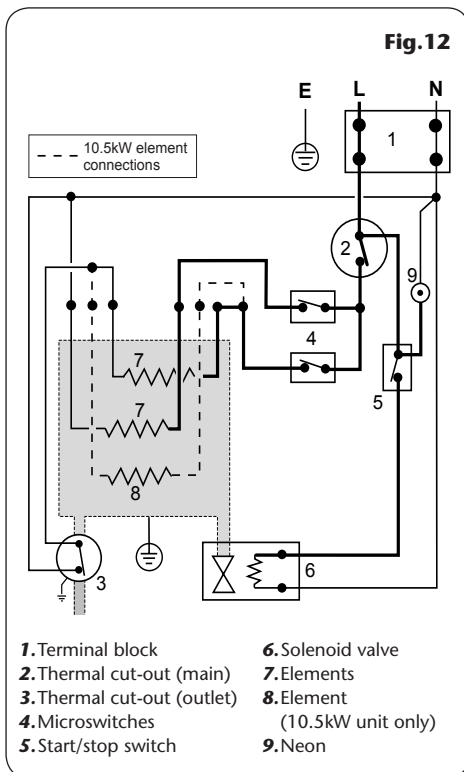 Fig.12
E L N
10.5kW element
connections
1
2
9
4
7
5
7
8
3
6
1.Terminal block
2.Thermal cut-out (main)
3.Thermal cut-out (outlet)
4.Microswitches
5.Start/stop switch
6.Solenoid valve
7.Elements
8.Element
(10.5kW unit only)
9.Neon